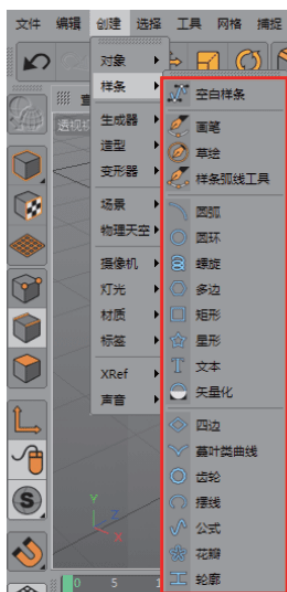 文件 编辑 创建 选择 工具 网格 捕捉
对象
样条
生成器
造型
变形器
场景
物理天空
摄像机
灯光
材质
标签
XRef
声音
空白样条
画笔
草绘
样条弧线工具
圆弧
圆环
螺旋
多边
矩形
星形
文本
矢量化
四边
蔓叶类曲线
齿轮
摆线
公式
花瓣
轮廓
透视视
Y
Z
X
0 5